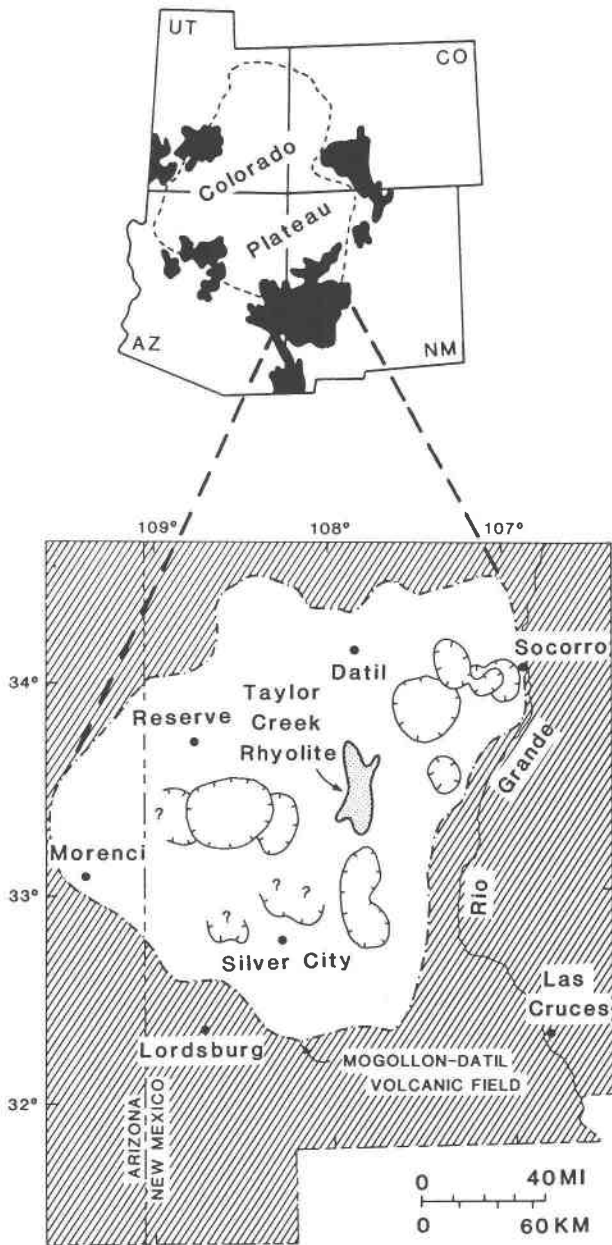 UT
CO
Colorado
Plateau
AZ
NM
109°
108°
107°
34°
33°
32°
Socorro
Datil
Taylor
Creek
Rhyolite
Reserve
Grande
?
Morenci
Rio
? ?
?
Silver City
Las
Cruces
Lordsburg
MOGOLLON-DATIL
VOLCANIC FIELD
ARIZONA
NEW MEXICO
0 40 MI
0 60 KM